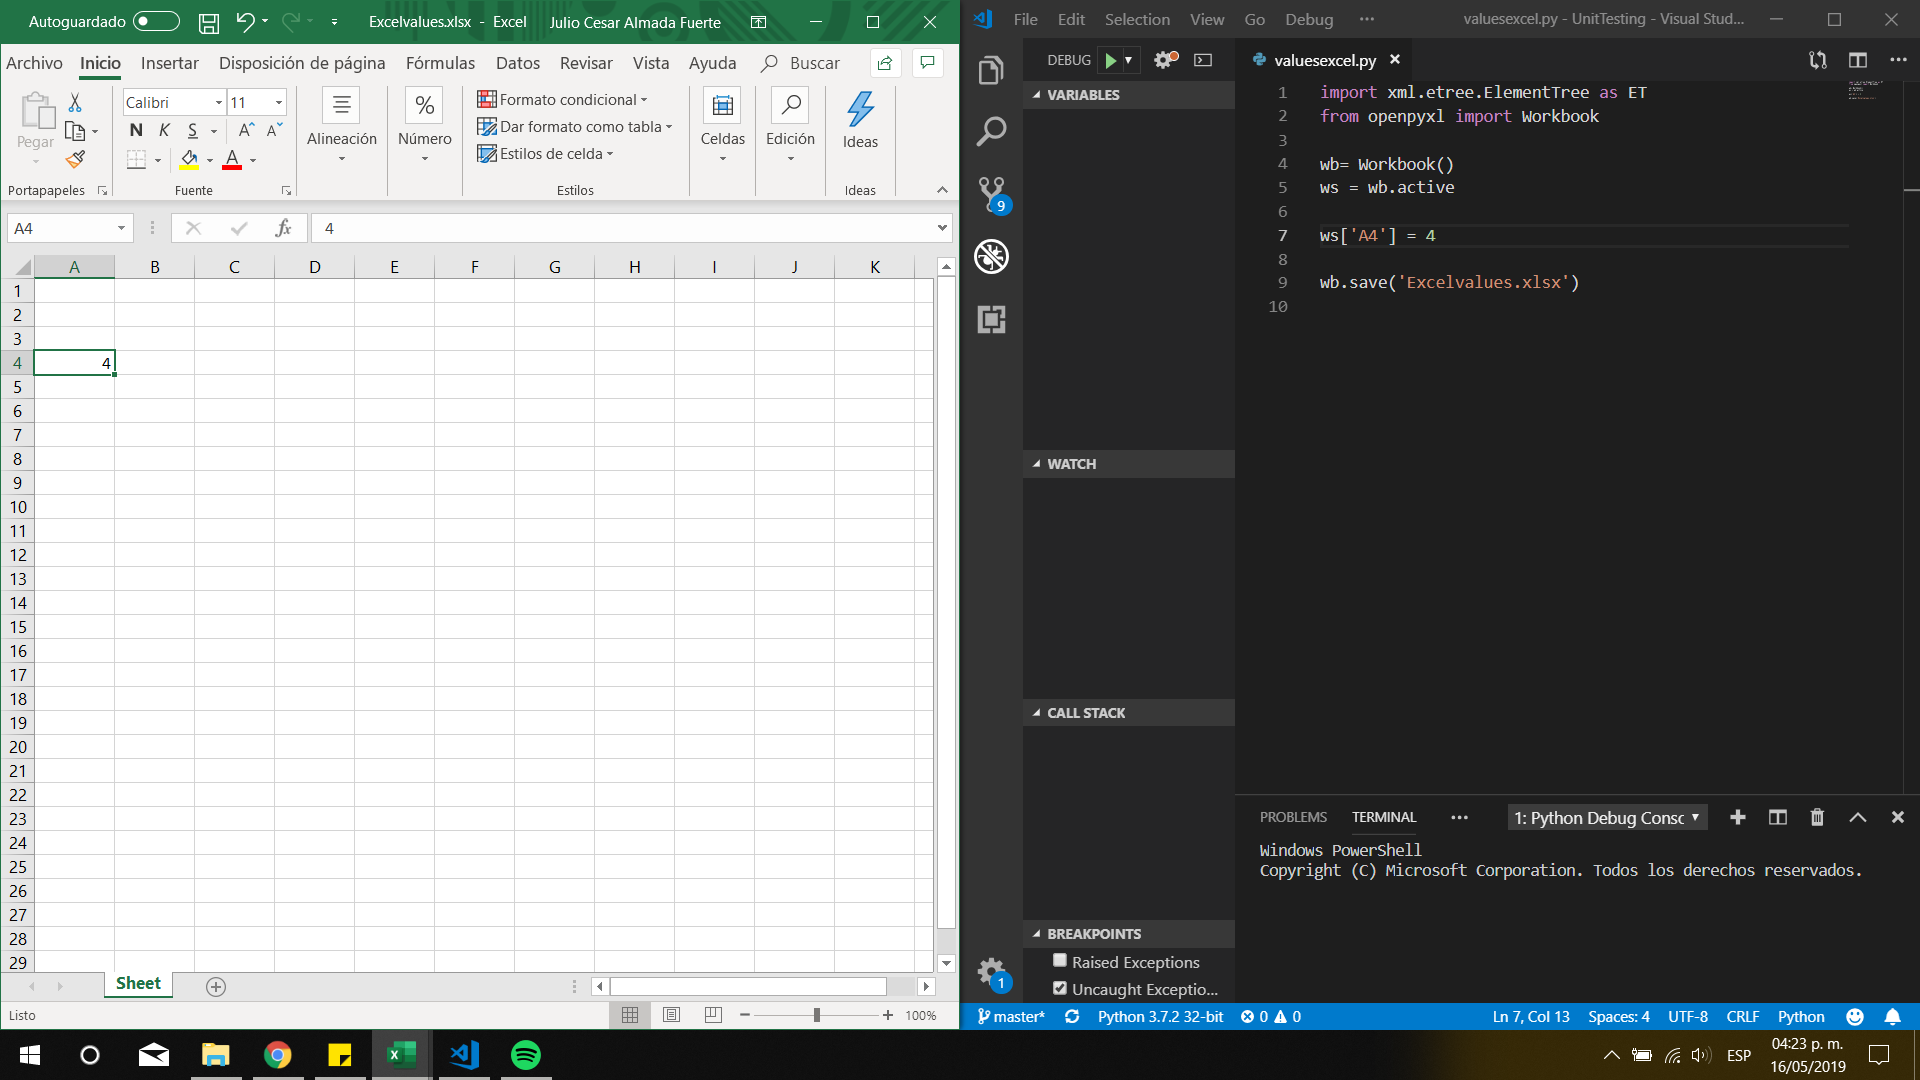 Autoguardado
Excelvalues.xlsx - Excel
Julio Cesar Almada Fuerte
Archivo Inicio Insertar Disposición de página Fórmulas Datos Revisar Vista Ayuda Buscar
Pegar
Calibri 11
N K S A A
A
Alineación
%
Número
Formato condicional
Dar formato como tabla
Estilos de celda
Celdas
Edición
Ideas
Portapapeles Fuente Estilos Ideas
A4 fx 4
A B C D E F G H I J K
1
2
3
4 4
5
6
7
8
9
10
11
12
13
14
15
16
17
18
19
20
21
22
23
24
25
26
27
28
29
Sheet
Listo 100%
File Edit Selection View Go Debug ···
valuesexcel.py - UnitTesting - Visual Stud...
DEBUG
VARIABLES
WATCH
CALL STACK
BREAKPOINTS
Raised Exceptions
Uncaught Exceptio...
9
1
valuesexcel.py
1 import xml.etree.ElementTree as ET
2 from openpyxl import Workbook
3
4 wb= Workbook()
5 ws = wb.active
6
7 ws['A4'] = 4
8
9 wb.save('Excelvalues.xlsx')
10
PROBLEMS TERMINAL ··· 1: Python Debug Consc
Windows PowerShell
Copyright (C) Microsoft Corporation. Todos los derechos reservados.
master* Python 3.7.2 32-bit 0 0 Ln 7, Col 13 Spaces: 4 UTF-8 CRLF Python
ESP
04:23 p. m.
16/05/2019